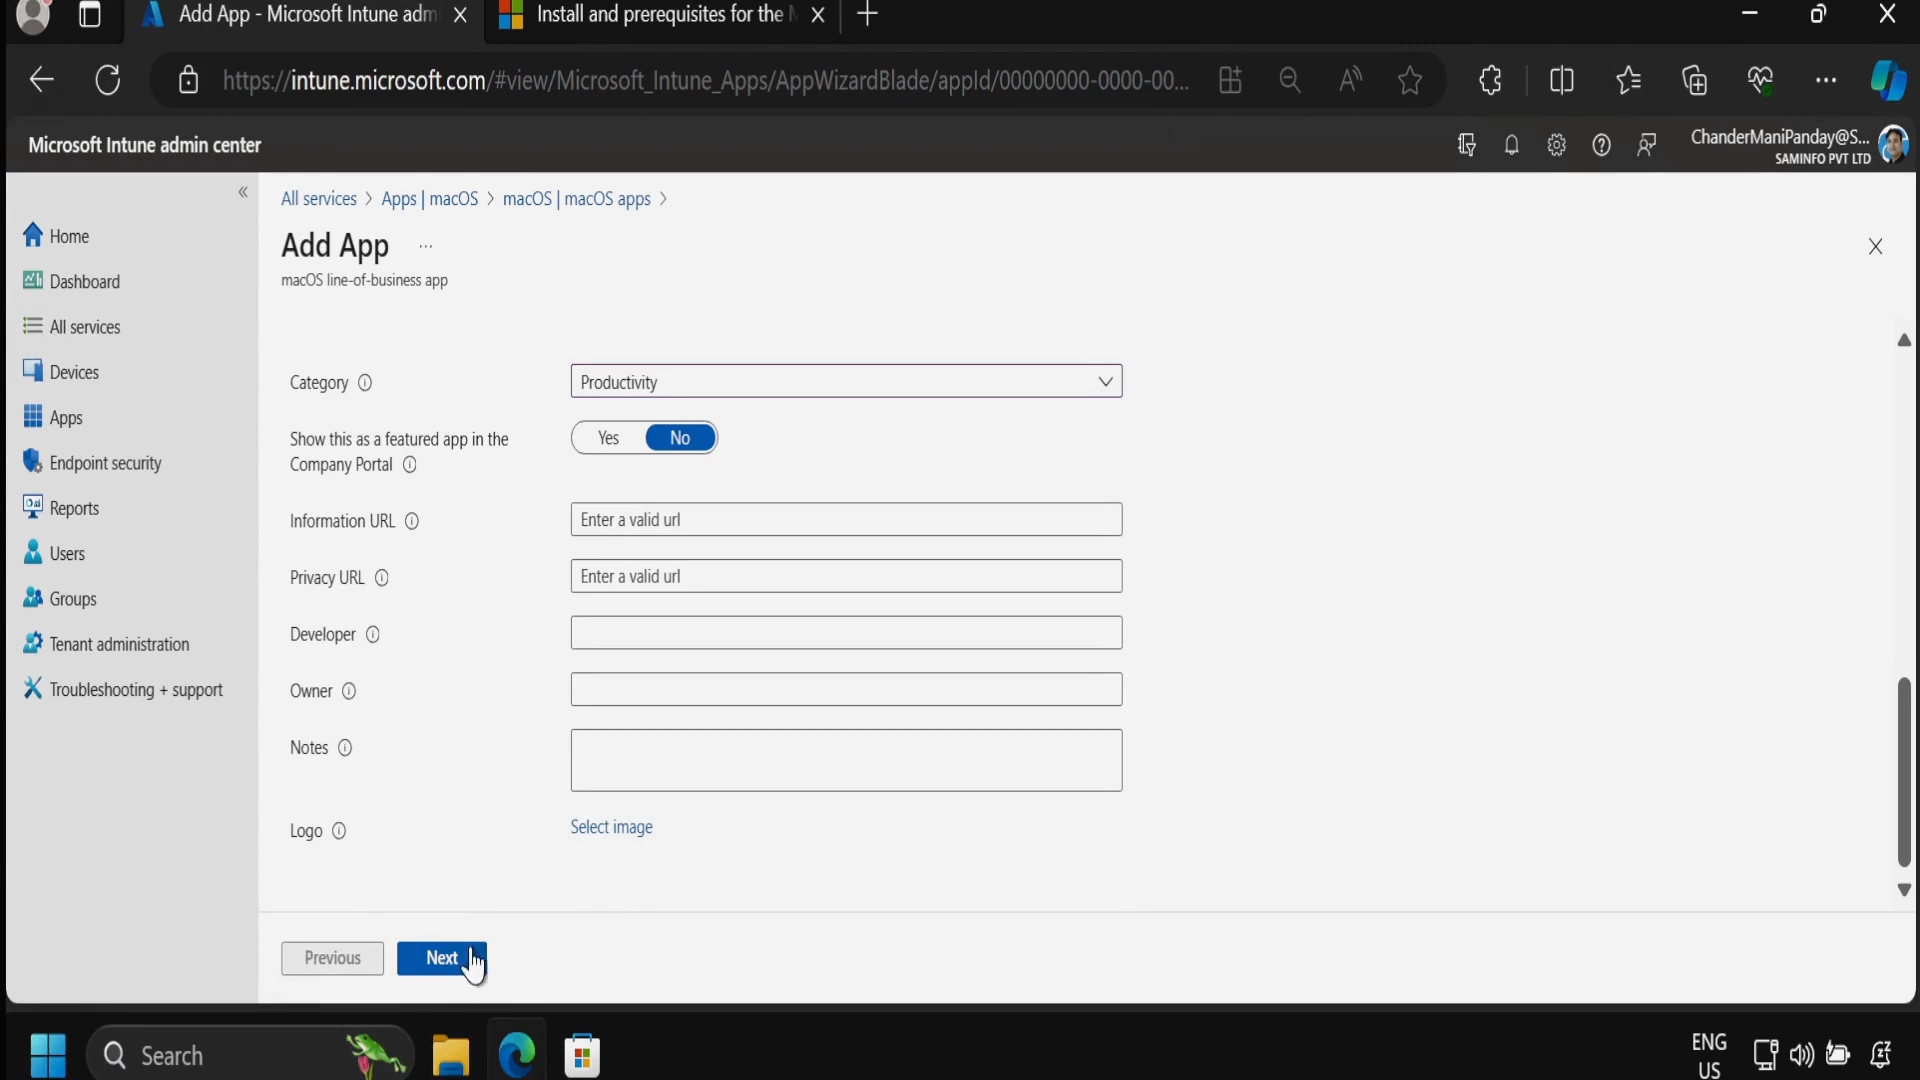 Add App - Microsoft Intune adm
Install and prerequisites for the
https://intune.microsoft.com/#view/Microsoft_Intune_Apps/AppWizardBlade/appId/00000000-0000-00...
Microsoft Intune admin center
ChanderManiPanday@S...
SAMINFO PVT LTD
All services > Apps | macOS > macOS | macOS apps >
Add App ...
macOS line-of-business app
Home
Dashboard
All services
Devices
Apps
Endpoint security
Reports
Users
Groups
Tenant administration
Troubleshooting + support
Category
Productivity
Show this as a featured app in the
Company Portal
Yes No
Information URL
Enter a valid url
Privacy URL
Enter a valid url
Developer
Owner
Notes
Logo
Select image
Previous
Next
Search
ENG
US